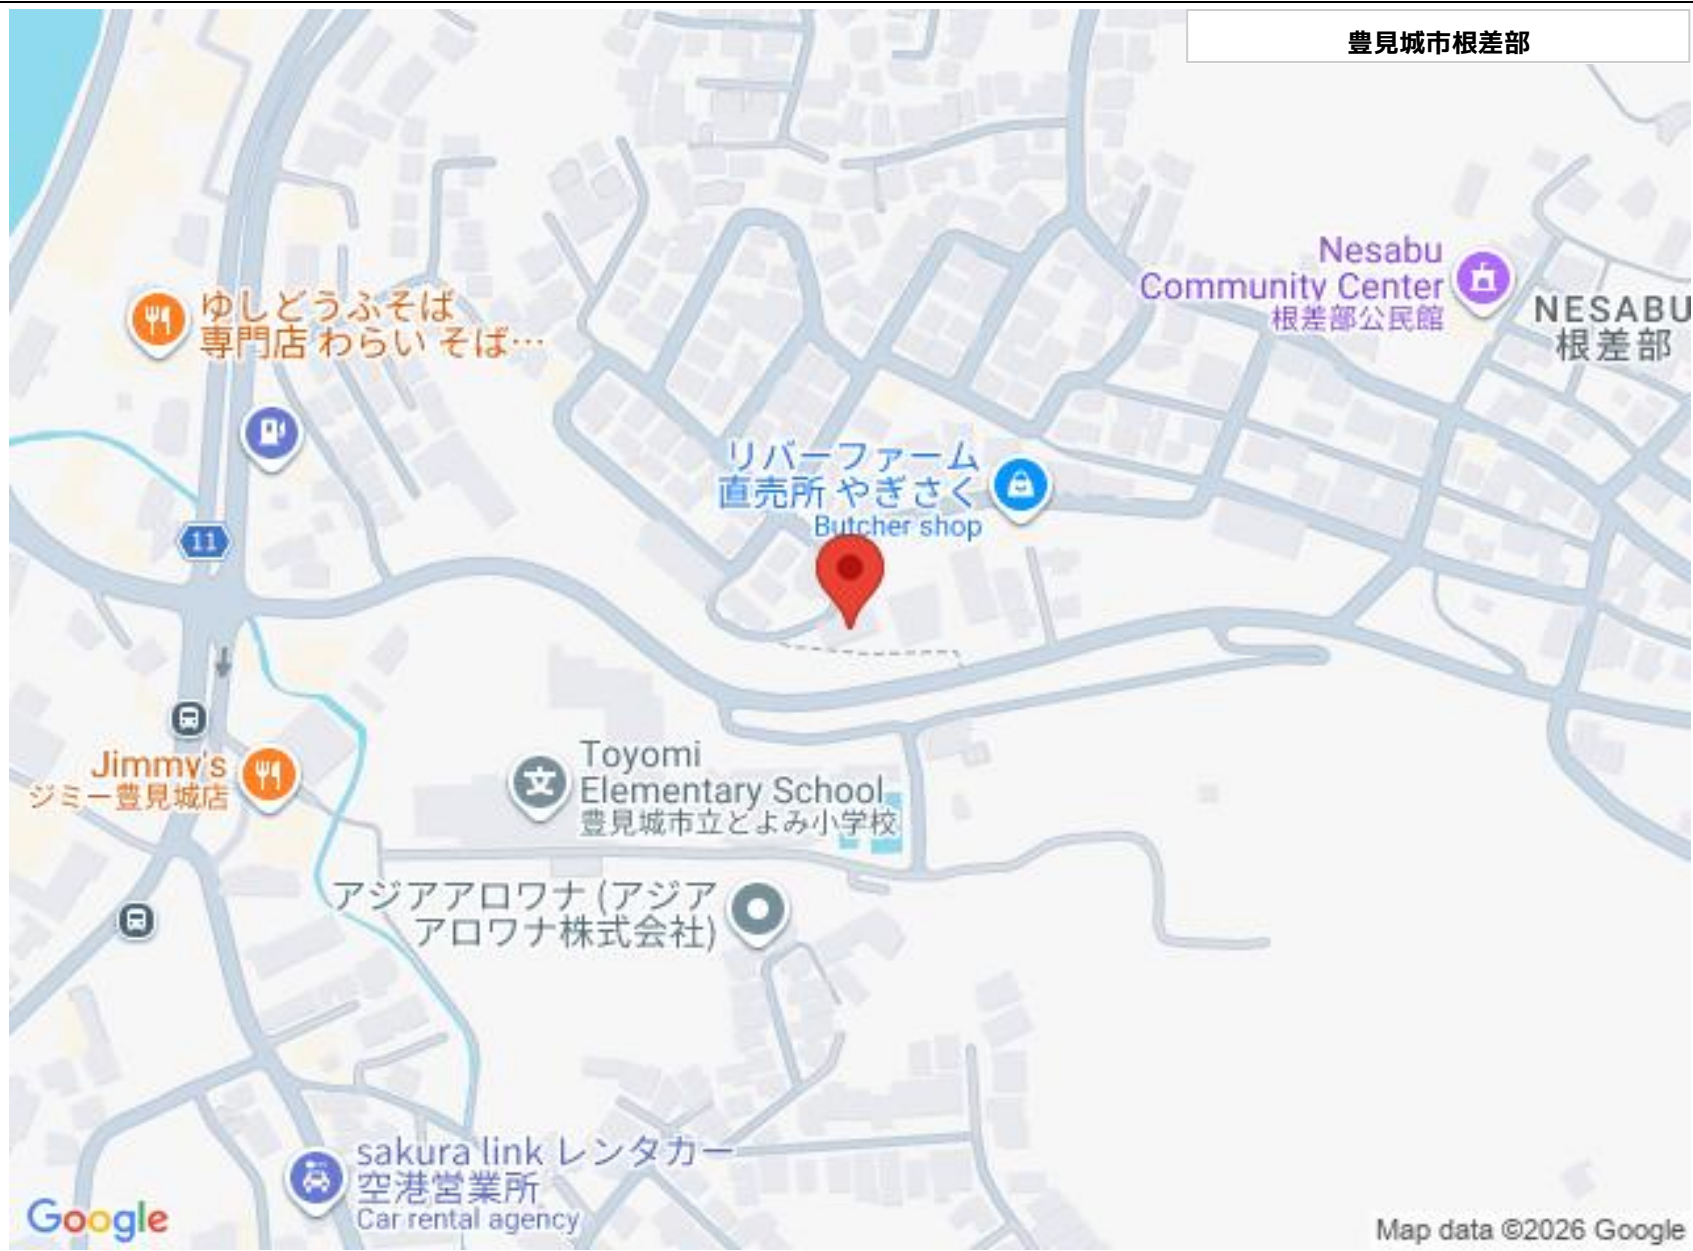 豊見城市根差部
Nesabu
Community Center
根差部公民館
NESABU
根差部
ゆしどうふそば
専門店 わらい そば…
リバーファーム
直売所 やぎさく
Butcher shop
11
Toyomi
Elementary School
豊見城市立とよみ小学校
文
Jimmy's
ジミー豊見城店
アジアアロワナ (アジア
アロワナ株式会社)
sakura link レンタカー
空港営業所
Car rental agency
Google
Map data ©2026 Google